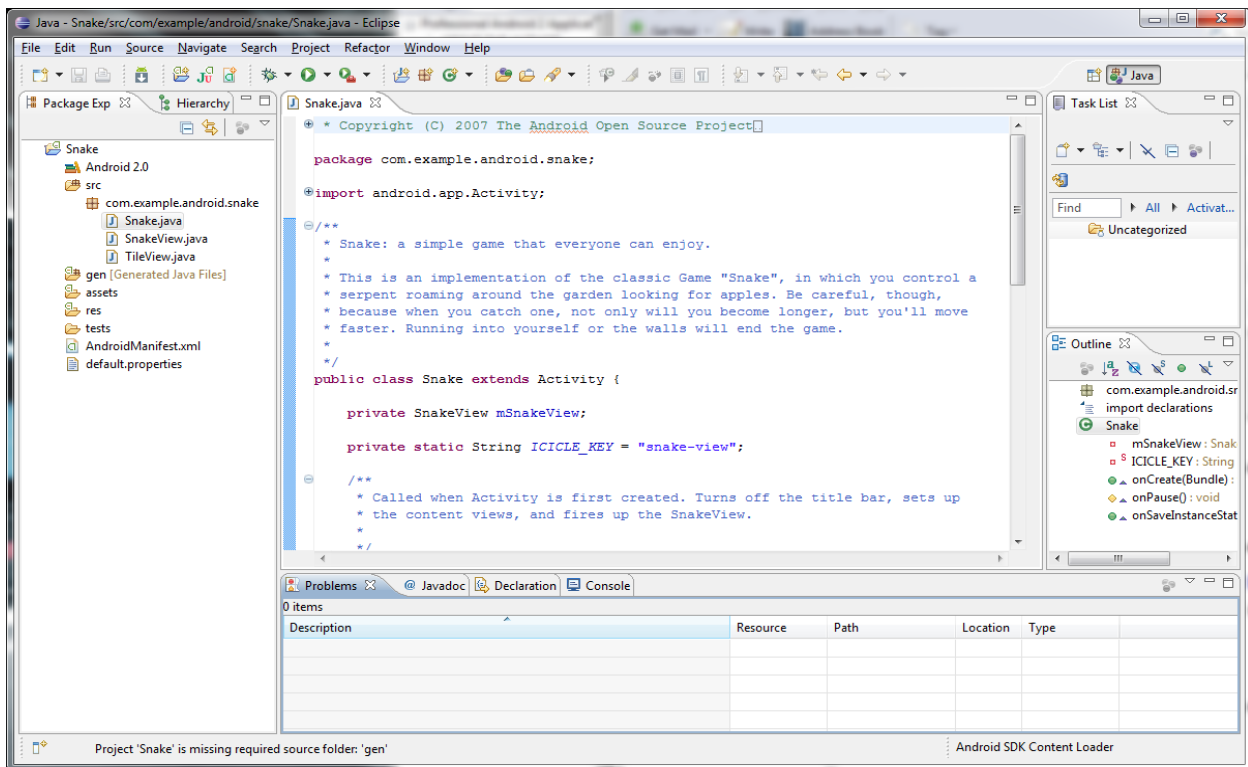 Java - Snake/src/com/example/android/snake/Snake.java - Eclipse
File Edit Run Source Navigate Search Project Refactor Window Help
Java
Package Exp Hierarchy
Snake
Android 2.0
src
com.example.android.snake
Snake.java
SnakeView.java
TileView.java
gen [Generated Java Files]
assets
res
tests
AndroidManifest.xml
default.properties
Snake.java
* Copyright (C) 2007 The Android Open Source Project
package com.example.android.snake;
import android.app.Activity;
/**
* Snake: a simple game that everyone can enjoy.
*
* This is an implementation of the classic Game "Snake", in which you control a
* serpent roaming around the garden looking for apples. Be careful, though,
* because when you catch one, not only will you become longer, but you'll move
* faster. Running into yourself or the walls will end the game.
*
*/
public class Snake extends Activity {
private SnakeView mSnakeView;
private static String ICICLE_KEY = "snake-view";
/**
* Called when Activity is first created. Turns off the title bar, sets up
* the content views, and fires up the SnakeView.
*
*/
Task List
Find All Activat...
Uncategorized
Outline
com.example.android.sr
import declarations
Snake
mSnakeView : Snak
ICICLE_KEY : String
onCreate(Bundle) :
onPause() : void
onSaveInstanceStat
Problems @ Javadoc Declaration Console
0 items
Description Resource Path Location Type
Project 'Snake' is missing required source folder: 'gen'
Android SDK Content Loader